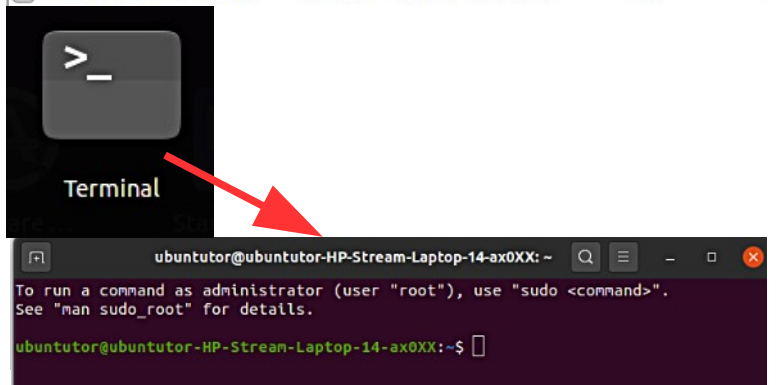 >_
Terminal
ubuntutor@ubuntutor-HP-Stream-Laptop-14-ax0XX: ~
To run a command as administrator (user "root"), use "sudo <command>".
See "man sudo_root" for details.
ubuntutor@ubuntutor-HP-Stream-Laptop-14-ax0XX:~$